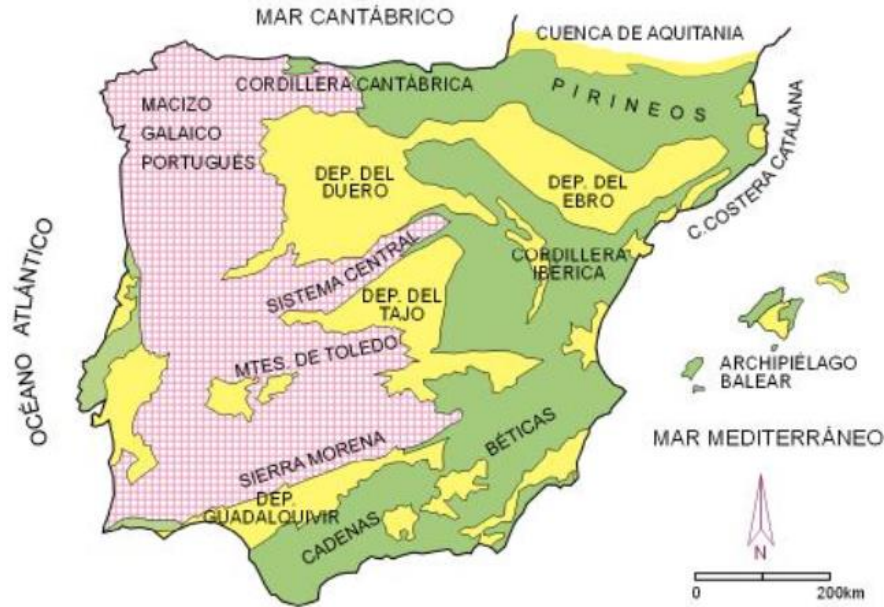 MAR CANTÁBRICO
CUENCA DE AQUITANIA
CORDILLERA CANTÁBRICA
PIRINEOS
MACIZO
GALAICO
PORTUGUÉS
DEP. DEL
DUERO
DEP. DEL
EBRO
C.COSTERA CATALANA
OCÉANO ATLÁNTICO
SISTEMA CENTRAL
CORDILLERA
IBÉRICA
DEP. DEL
TAJO
MTES. DE TOLEDO
ARCHIPIÉLAGO
BALEAR
SIERRA MORENA
BÉTICAS
MAR MEDITERRÁNEO
DEP.
GUADALQUIVIR
CADENAS
N
0
200km